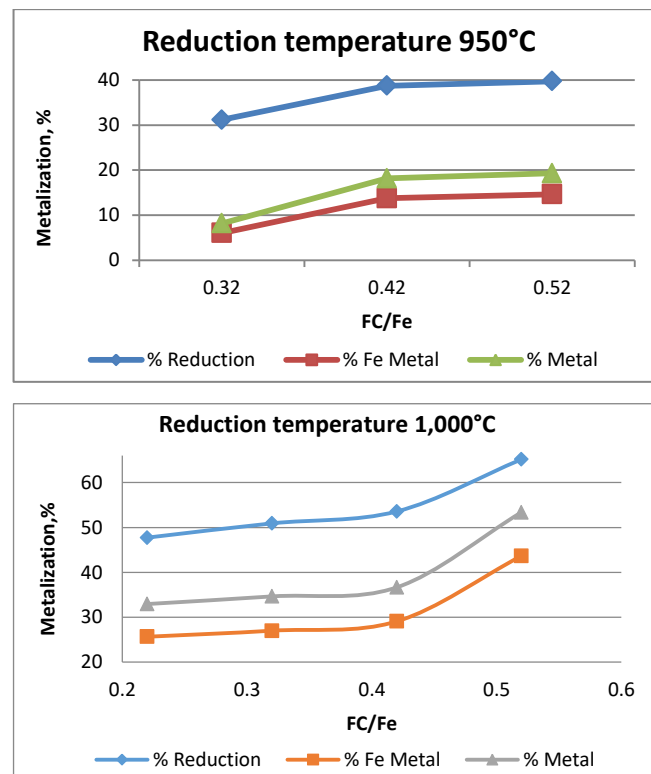 Reduction temperature 950°C
Metalization, %
40
30
20
10
0
0.32 0.42 0.52
FC/Fe
% Reduction % Fe Metal % Metal
Reduction temperature 1,000°C
Metalization,%
60
50
40
30
20
0.2 0.3 0.4 0.5 0.6
FC/Fe
% Reduction % Fe Metal % Metal